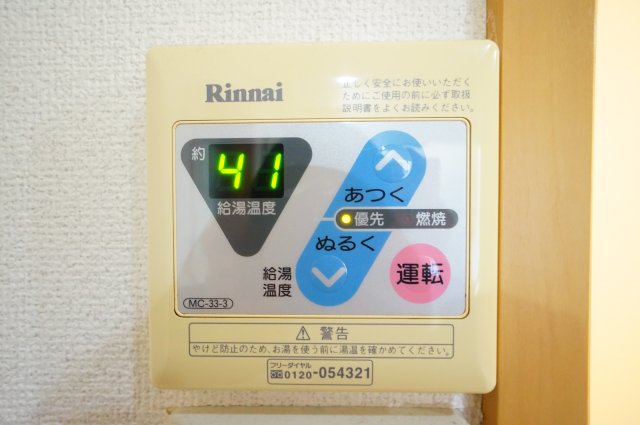 Rinnai
正しく安全にお使いいただく
ためにご使用の前に必ず取扱
説明書をよくお読みください。
約
41
給湯温度
あつく
優先 燃焼
ぬるく
給湯
温度
運転
MC-33-3
⚠ 警告
やけど防止のため、お湯を使う前に湯温を確かめてください。
フリーダイヤル
0120-054321